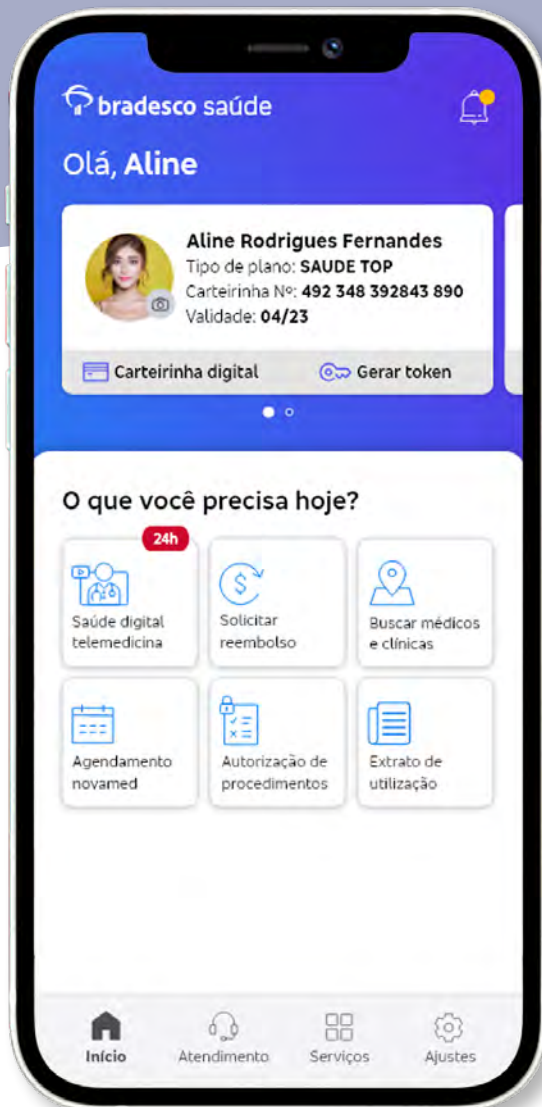 bradesco saúde
Olá, Aline
Aline Rodrigues Fernandes
Tipo de plano: SAUDE TOP
Carteirinha Nº: 492 348 392843 890
Validade: 04/23
Carteirinha digital
Gerar token
O que você precisa hoje?
24h
Saúde digital
telemedicina
Solicitar
reembolso
Buscar médicos
e clínicas
Agendamento
novamed
Autorização de
procedimentos
Extrato de
utilização
Início
Atendimento
Serviços
Ajustes